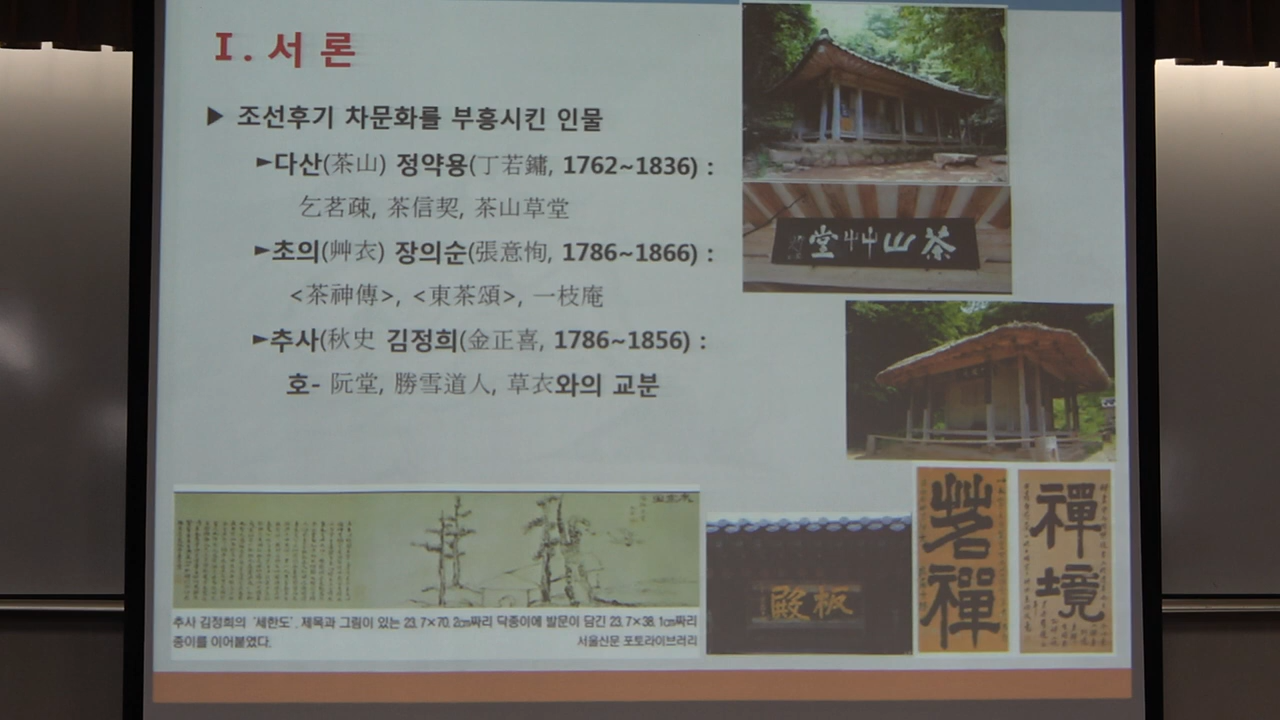 I. 서 론
▶ 조선후기 차문화를 부흥시킨 인물
►다산(茶山) 정약용(丁若鏞, 1762~1836) :
乞茗疎, 茶信契, 茶山草堂
►초의(艸衣) 장의순(張意恂, 1786~1866) :
<茶神傳>, <東茶頌>, 一枝庵
►추사(秋史 김정희(金正喜, 1786~1856) :
호- 阮堂, 勝雪道人, 草衣와의 교분
茶山艸堂
추사 김정희의 '세한도'. 제목과 그림이 있는 23.7×70.2㎝짜리 닥종이에 발문이 담긴 23.7×38.1㎝짜리
종이를 이어붙였다.
서울신문 포토라이브러리
板殿
茗禪
禪境